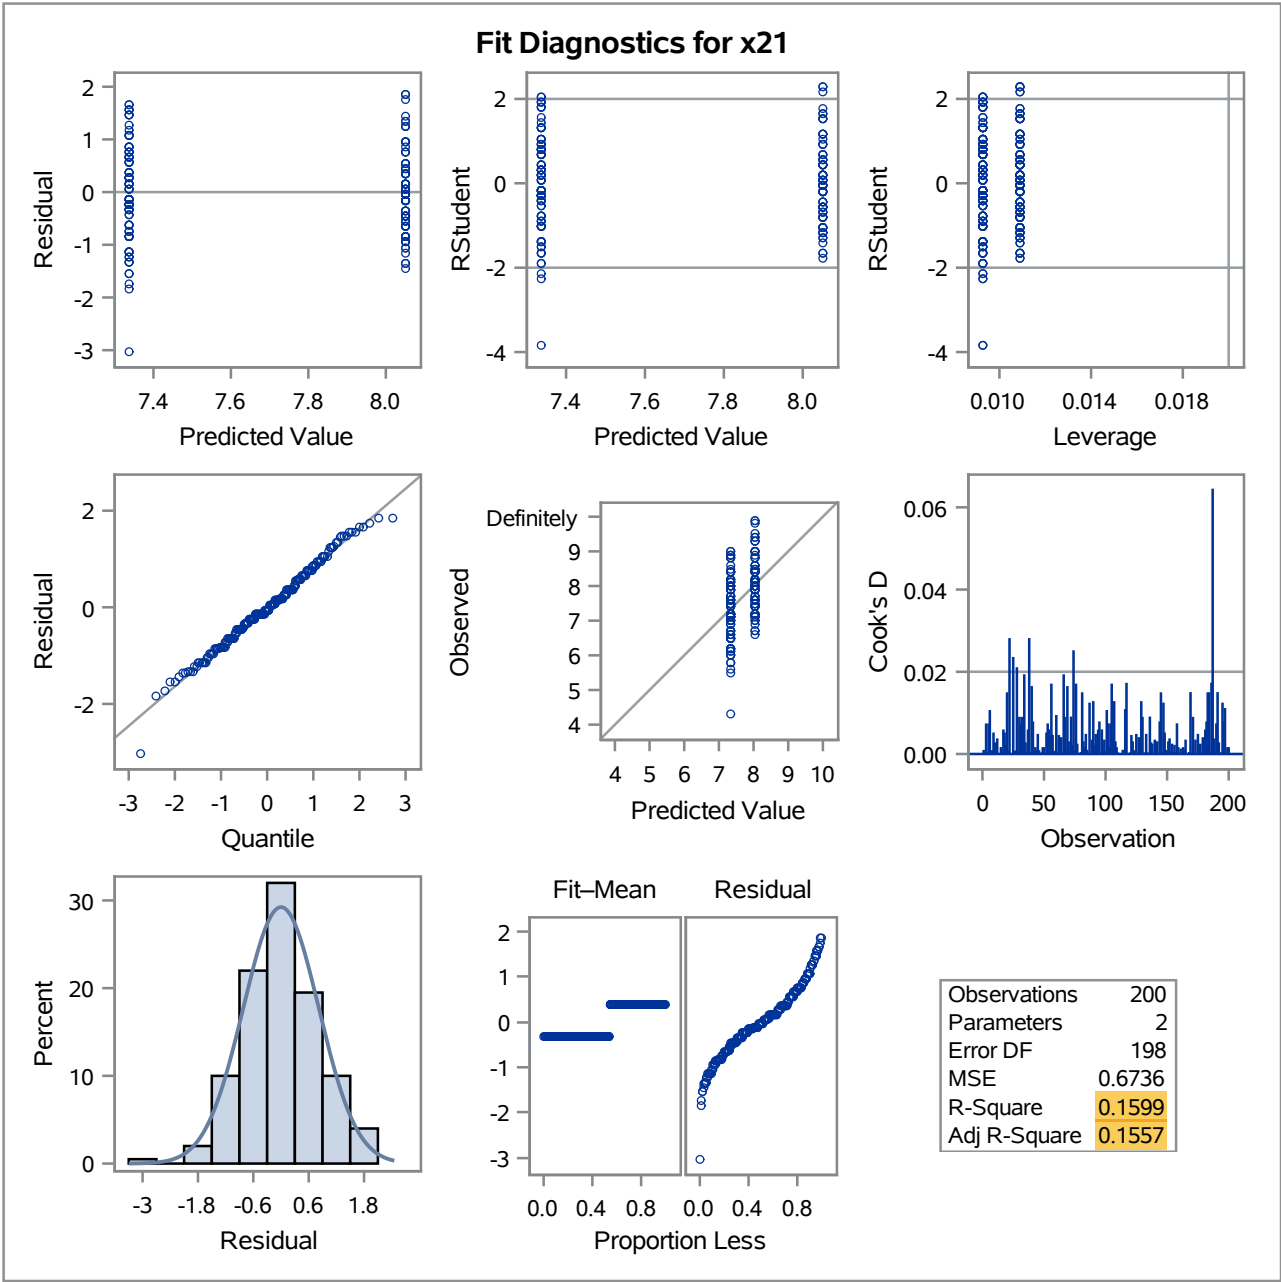 Fit Diagnostics for x21
2
1
0
-1
-2
-3
Residual
7.4 7.6 7.8 8.0
Predicted Value
2
0
-2
-4
RStudent
7.4 7.6 7.8 8.0
Predicted Value
2
0
-2
-4
RStudent
0.010 0.014 0.018
Leverage
2
0
-2
Residual
-3 -2 -1 0 1 2 3
Quantile
Definitely
9
8
7
6
5
4
Observed
4 5 6 7 8 9 10
Predicted Value
0.06
0.04
0.02
0.00
Cook's D
0 50 100 150 200
Observation
30
20
10
0
Percent
-3 -1.8 -0.6 0.6 1.8
Residual
Fit–Mean Residual
2
1
0
-1
-2
-3
0.0 0.4 0.8 0.0 0.4 0.8
Proportion Less
Observations 200
Parameters 2
Error DF 198
MSE 0.6736
R-Square 0.1599
Adj R-Square 0.1557